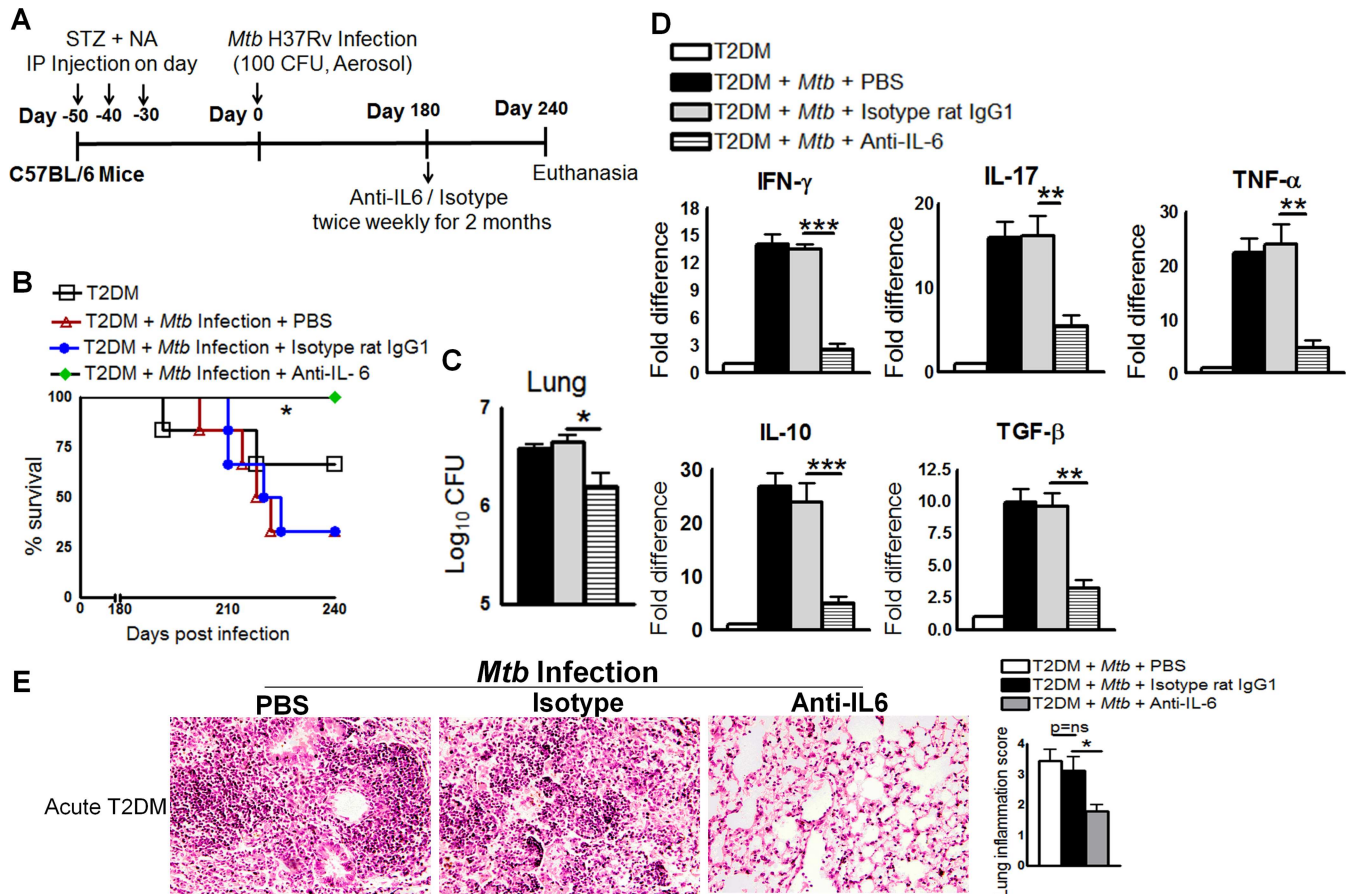 A
STZ + NA
IP Injection on day
Mtb H37Rv Infection
(100 CFU, Aerosol)
Day -50 -40 -30
Day 0
Day 180
Day 240
C57BL/6 Mice
Euthanasia
Anti-IL6 / Isotype
twice weekly for 2 months
B
T2DM
T2DM + Mtb Infection + PBS
T2DM + Mtb Infection + Isotype rat IgG1
T2DM + Mtb Infection + Anti-IL- 6
% survival
100
75
50
25
0
*
0 180 210 240
Days post infection
C
Lung
Log10 CFU
7
6
5
*
D
T2DM
T2DM + Mtb + PBS
T2DM + Mtb + Isotype rat IgG1
T2DM + Mtb + Anti-IL-6
IFN-γ
Fold difference
18
15
12
9
6
3
0
***
IL-17
Fold difference
20
10
0
**
TNF-α
Fold difference
30
20
10
0
**
IL-10
Fold difference
30
20
10
0
***
TGF-β
Fold difference
12.5
10.0
7.5
5.0
2.5
0.0
**
E
Mtb Infection
PBS
Isotype
Anti-IL6
Acute T2DM
T2DM + Mtb + PBS
T2DM + Mtb + Isotype rat IgG1
T2DM + Mtb + Anti-IL-6
Lung inflammation score
4
3
2
1
0
p=ns
*